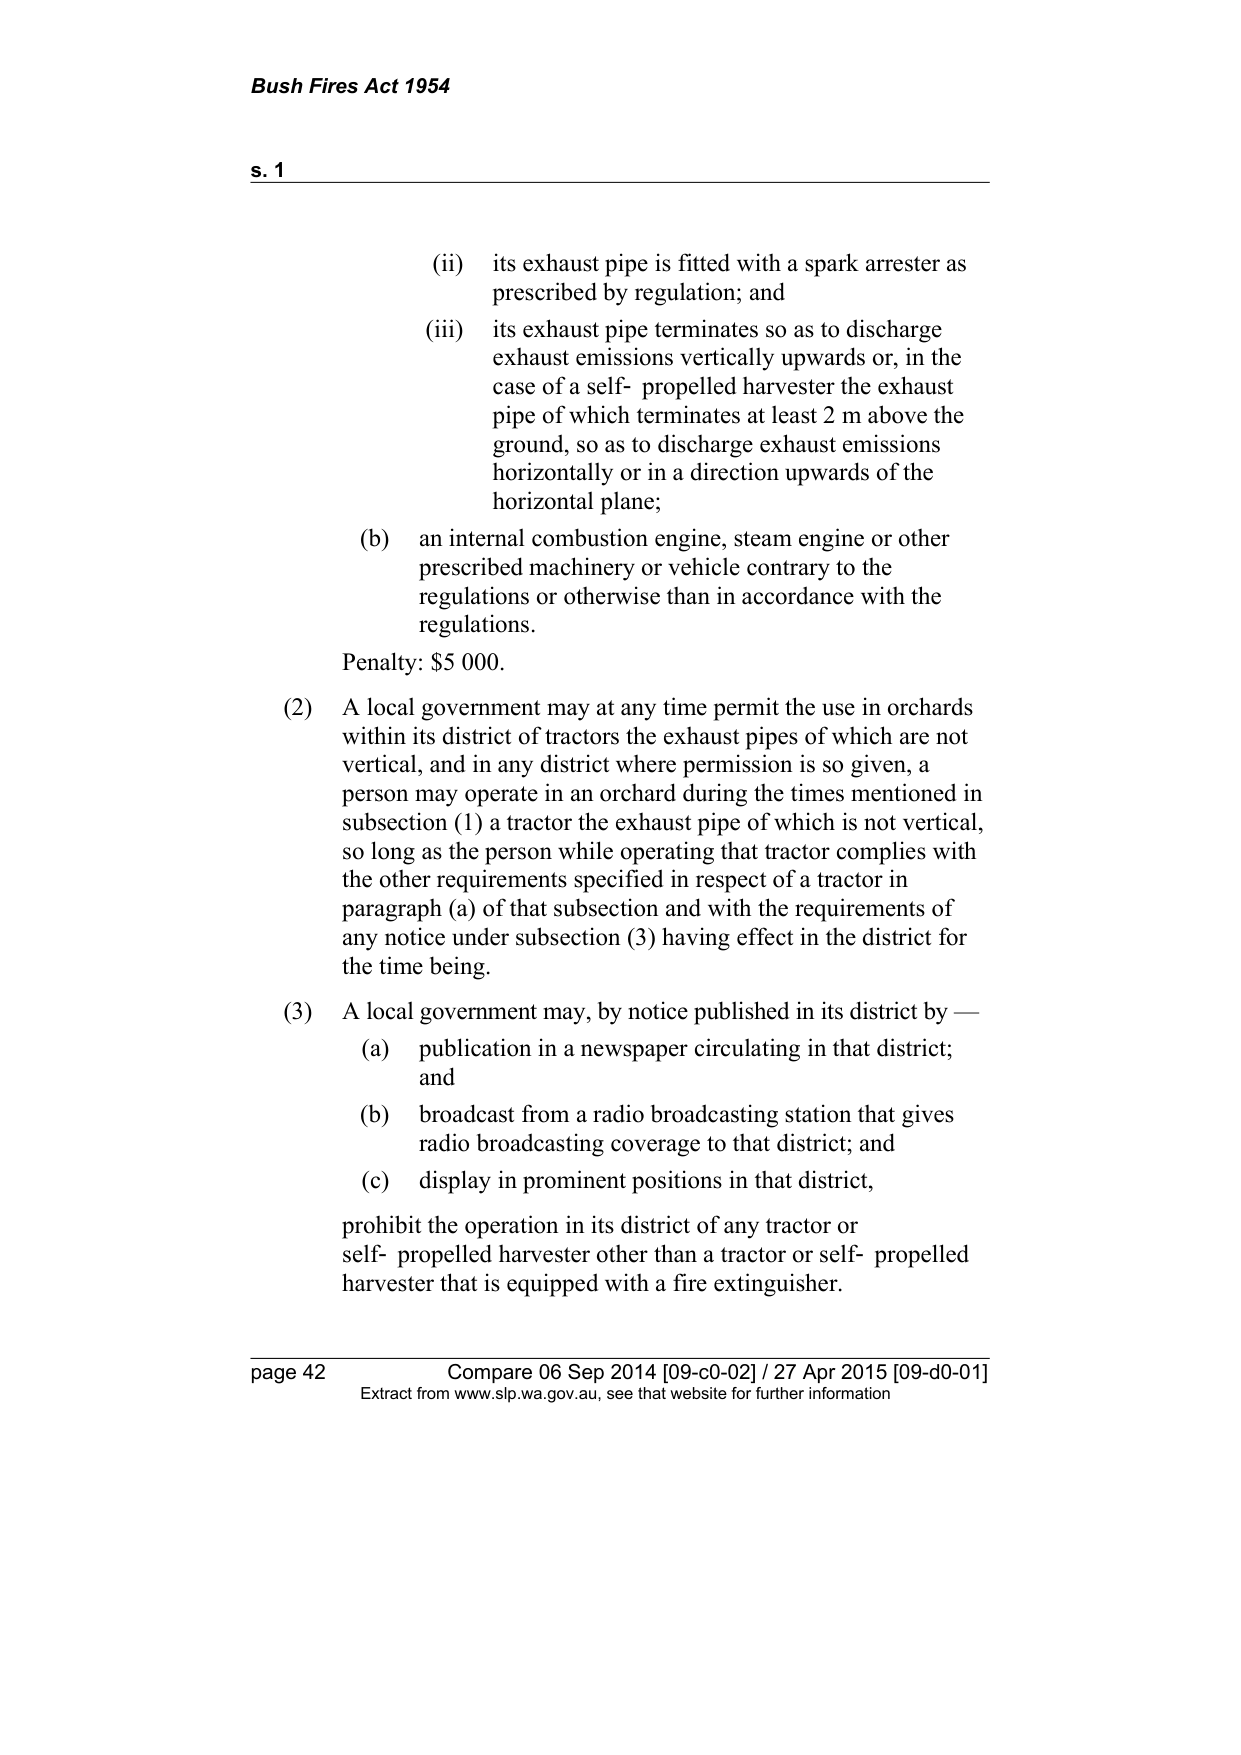 Bush Fires Act 1954
s. 1
(ii) its exhaust pipe is fitted with a spark arrester as
prescribed by regulation; and
(iii) its exhaust pipe terminates so as to discharge
exhaust emissions vertically upwards or, in the
case of a self- propelled harvester the exhaust
pipe of which terminates at least 2 m above the
ground, so as to discharge exhaust emissions
horizontally or in a direction upwards of the
horizontal plane;
(b) an internal combustion engine, steam engine or other
prescribed machinery or vehicle contrary to the
regulations or otherwise than in accordance with the
regulations.
Penalty: $5 000.
(2) A local government may at any time permit the use in orchards
within its district of tractors the exhaust pipes of which are not
vertical, and in any district where permission is so given, a
person may operate in an orchard during the times mentioned in
subsection (1) a tractor the exhaust pipe of which is not vertical,
so long as the person while operating that tractor complies with
the other requirements specified in respect of a tractor in
paragraph (a) of that subsection and with the requirements of
any notice under subsection (3) having effect in the district for
the time being.
(3) A local government may, by notice published in its district by —
(a) publication in a newspaper circulating in that district;
and
(b) broadcast from a radio broadcasting station that gives
radio broadcasting coverage to that district; and
(c) display in prominent positions in that district,
prohibit the operation in its district of any tractor or
self- propelled harvester other than a tractor or self- propelled
harvester that is equipped with a fire extinguisher.
page 42 Compare 06 Sep 2014 [09-c0-02] / 27 Apr 2015 [09-d0-01]
Extract from www.slp.wa.gov.au, see that website for further information